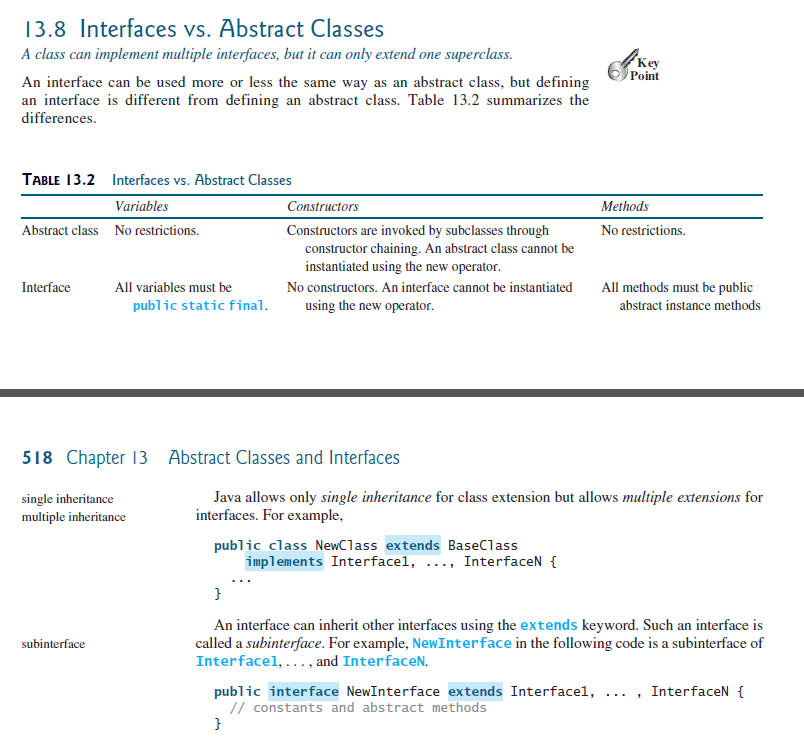 13.8 Interfaces vs. Abstract Classes
A class can implement multiple interfaces, but it can only extend one superclass.
Key
Point
An interface can be used more or less the same way as an abstract class, but defining
an interface is different from defining an abstract class. Table 13.2 summarizes the
differences.
TABLE 13.2 Interfaces vs. Abstract Classes
Variables Constructors Methods
Abstract class No restrictions. Constructors are invoked by subclasses through No restrictions.
constructor chaining. An abstract class cannot be
instantiated using the new operator.
Interface All variables must be No constructors. An interface cannot be instantiated All methods must be public
public static final. using the new operator. abstract instance methods
518 Chapter 13 Abstract Classes and Interfaces
single inheritance Java allows only single inheritance for class extension but allows multiple extensions for
multiple inheritance interfaces. For example,
public class NewClass extends BaseClass
implements Interface1, ..., InterfaceN {
...
}
An interface can inherit other interfaces using the extends keyword. Such an interface is
subinterface called a subinterface. For example, NewInterface in the following code is a subinterface of
Interface1, . . . , and InterfaceN.
public interface NewInterface extends Interface1, ... , InterfaceN {
// constants and abstract methods
}